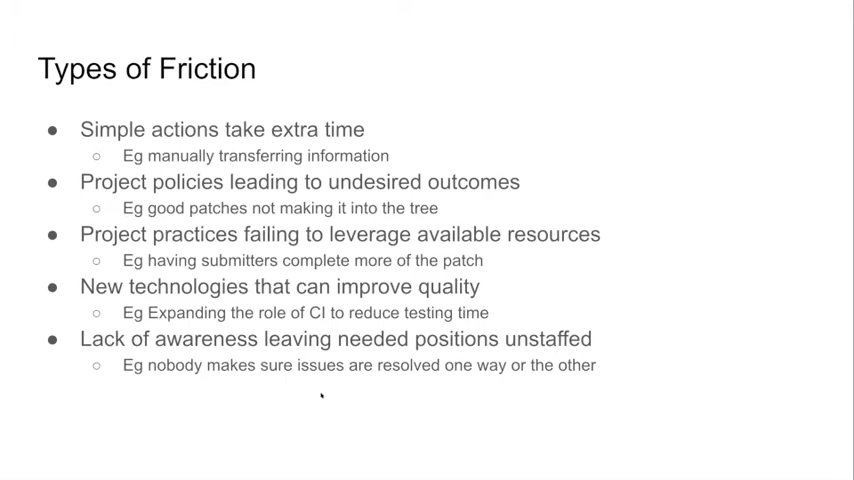 Types of Friction
● Simple actions take extra time
○ Eg manually transferring information
● Project policies leading to undesired outcomes
○ Eg good patches not making it into the tree
● Project practices failing to leverage available resources
○ Eg having submitters complete more of the patch
● New technologies that can improve quality
○ Eg Expanding the role of CI to reduce testing time
● Lack of awareness leaving needed positions unstaffed
○ Eg nobody makes sure issues are resolved one way or the other